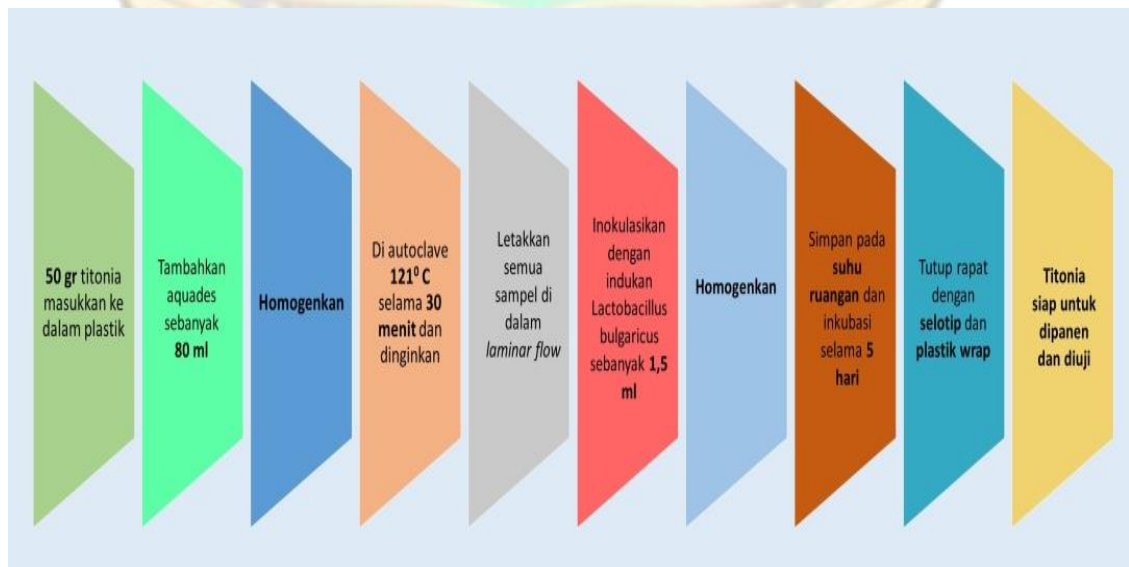 50 gr titonia
masukkan ke
dalam plastik
Tambahkan
aquades
sebanyak
80 ml
Homogenkan
Di autoclave
121⁰ C
selama 30
menit dan
dinginkan
Letakkan
semua
sampel di
dalam
laminar flow
Inokulasikan
dengan
indukan
Lactobacillus
bulgaricus
sebanyak 1,5
ml
Homogenkan
Simpan pada
suhu
ruangan dan
inkubasi
selama 5
hari
Tutup rapat
dengan
selotip dan
plastik wrap
Titonia
siap untuk
dipanen
dan diuji